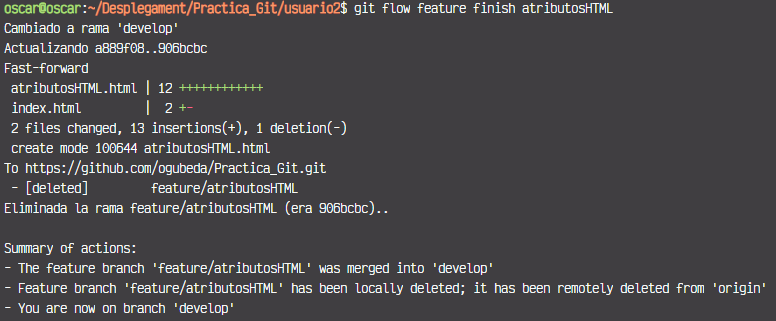 oscar@oscar:~/Desplegament/Practica_Git/usuario2$ git flow feature finish atributosHTML
Cambiado a rama 'develop'
Actualizando a889f08..906bcbc
Fast-forward
 atributosHTML.html | 12 ++++++++++++
 index.html         |  2 +-
 2 files changed, 13 insertions(+), 1 deletion(-)
 create mode 100644 atributosHTML.html
To https://github.com/ogubeda/Practica_Git.git
 - [deleted]         feature/atributosHTML
Eliminada la rama feature/atributosHTML (era 906bcbc)..

Summary of actions:
- The feature branch 'feature/atributosHTML' was merged into 'develop'
- Feature branch 'feature/atributosHTML' has been locally deleted; it has been remotely deleted from 'origin'
- You are now on branch 'develop'